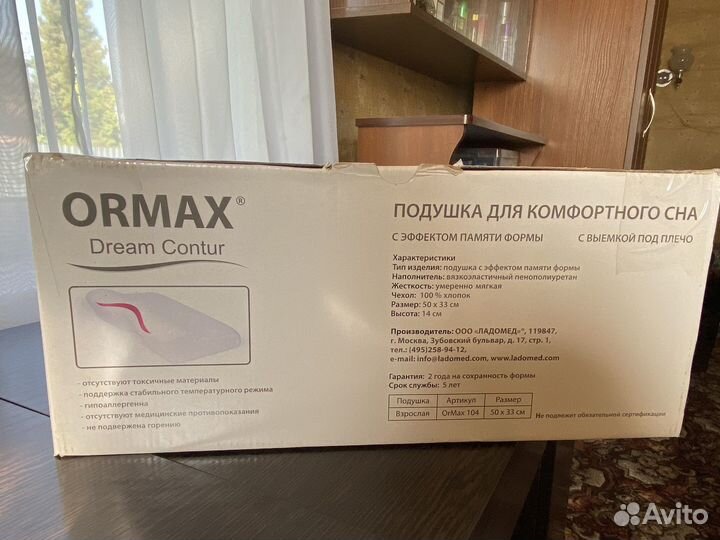 ORMAX®
Dream Contur
- отсутствуют токсичные материалы
- поддержка стабильного температурного режима
- гипоаллергенна
- отсутствуют медицинские противопоказания
- не подвержена горению
ПОДУШКА ДЛЯ КОМФОРТНОГО СНА
С ЭФФЕКТОМ ПАМЯТИ ФОРМЫ С ВЫЕМКОЙ ПОД ПЛЕЧО
Характеристики
Тип изделия: подушка с эффектом памяти формы
Наполнитель: вязкоэластичный пенополиуретан
Жесткость: умеренно мягкая
Чехол: 100 % хлопок
Размер: 50 х 33 см
Высота: 14 см
Производитель: ООО «ЛАДОМЕД»®, 119847,
г. Москва, Зубовский бульвар, д. 17, стр. 1,
тел.: (495)258-94-12,
e-mail: info@ladomed.com, www.ladomed.com
Гарантия: 2 года на сохранность формы
Срок службы: 5 лет
Подушка Артикул Размер
Взрослая OrMax 104 50 х 33 см
Не подлежит обязательной сертификации
Avito